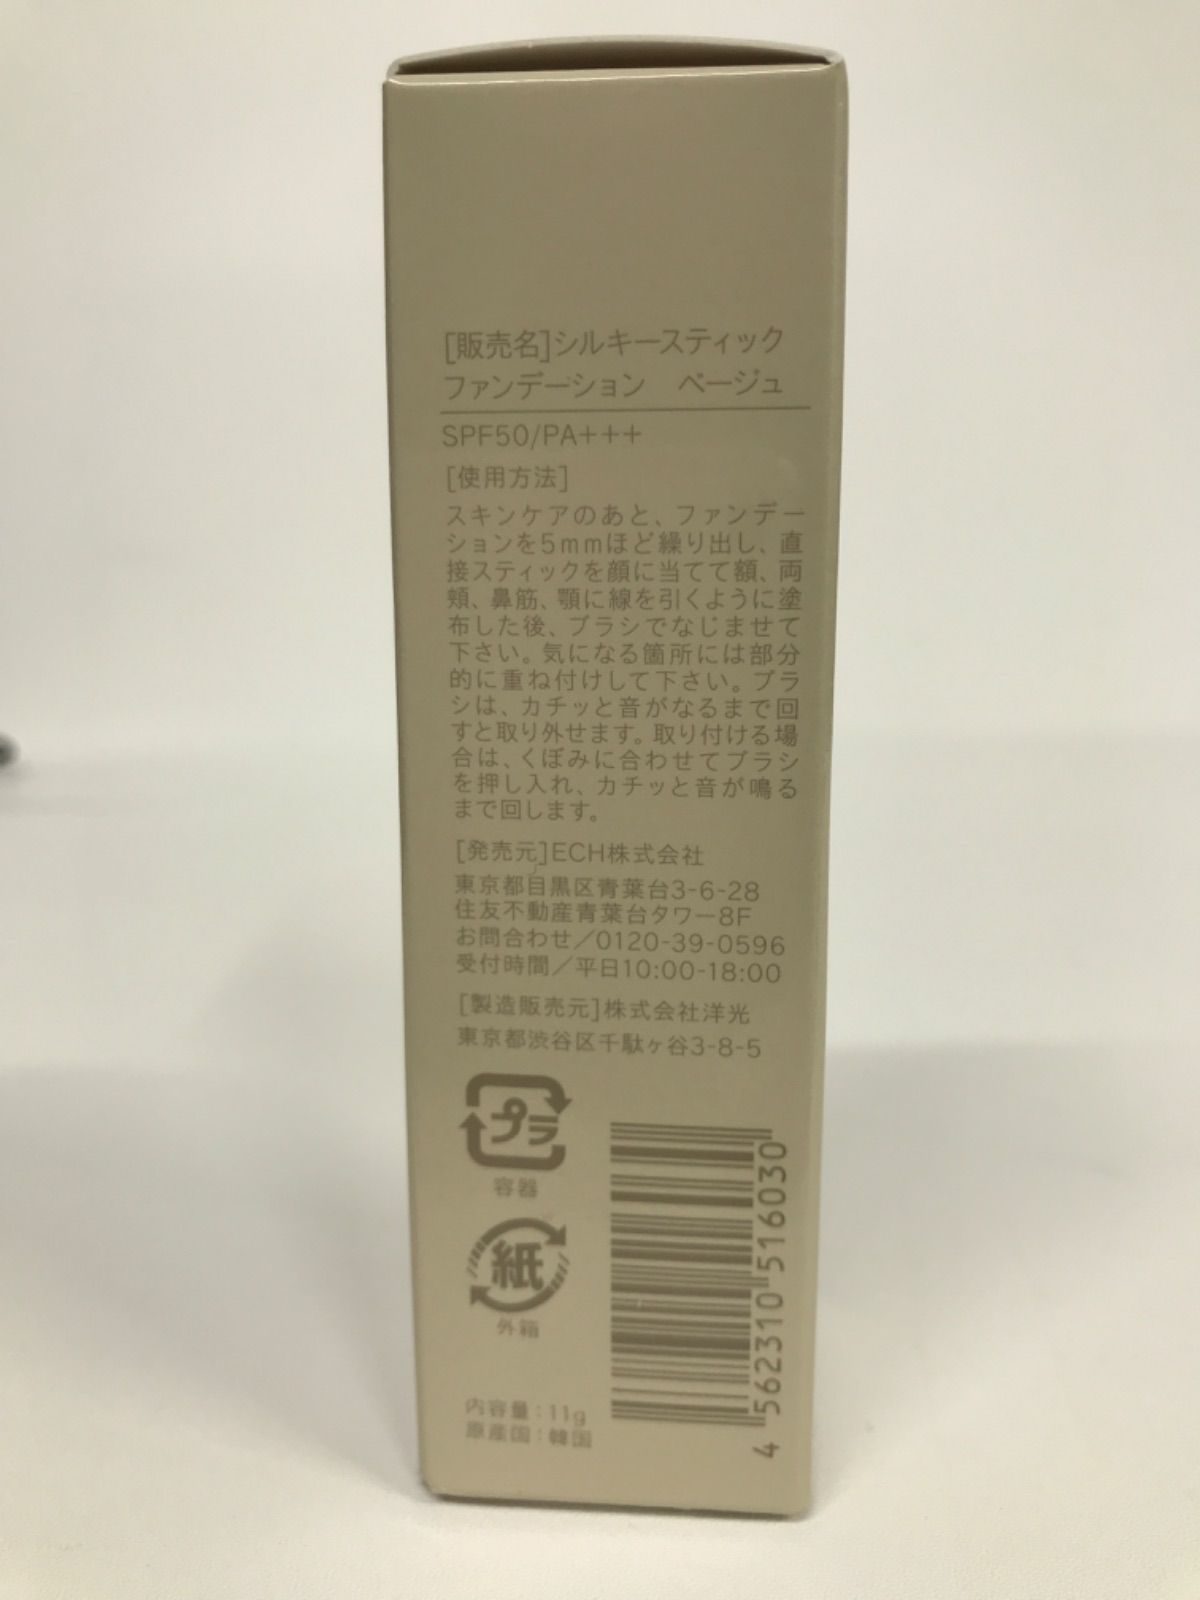 [販売名]シルキースティック
ファンデーション　ベージュ
SPF50/PA+++
[使用方法]
スキンケアのあと、ファンデー
ションを5mmほど繰り出し、直
接スティックを顔に当てて額、両
頬、鼻筋、顎に線を引くように塗
布した後、ブラシでなじませて
下さい。気になる箇所には部分
的に重ね付けして下さい。ブラ
シは、カチッと音がなるまで回
すと取り外せます。取り付ける場
合は、くぼみに合わせてブラシ
を押し入れ、カチッと音が鳴る
まで回します。
[発売元]ECH株式会社
東京都目黒区青葉台3-6-28
住友不動産青葉台タワー8F
お問合わせ/0120-39-0596
受付時間/平日10:00-18:00
[製造販売元]株式会社洋光
東京都渋谷区千駄ヶ谷3-8-5
プラ
容器
紙
外箱
内容量:11g
原産国:韓国
4 562310 516030